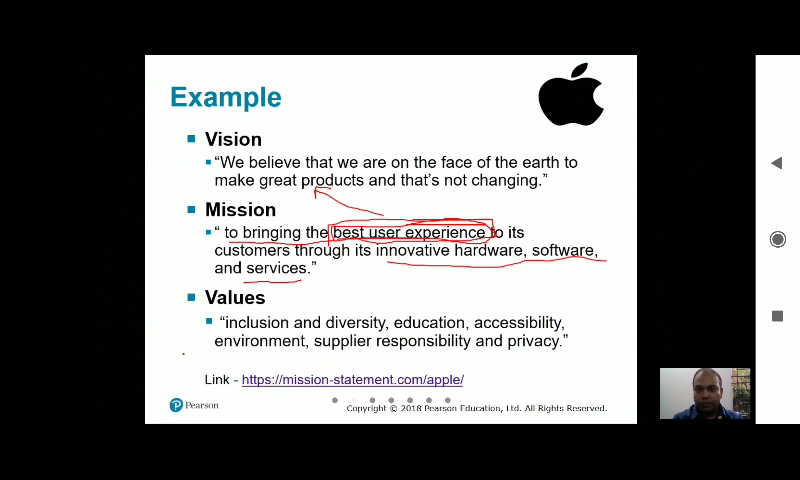 Example
Vision
“We believe that we are on the face of the earth to
make great products and that’s not changing.”
Mission
“ to bringing the best user experience to its
customers through its innovative hardware, software,
and services.”
Values
“inclusion and diversity, education, accessibility,
environment, supplier responsibility and privacy.”
Link - https://mission-statement.com/apple/
Pearson
Copyright © 2018 Pearson Education, Ltd. All Rights Reserved.